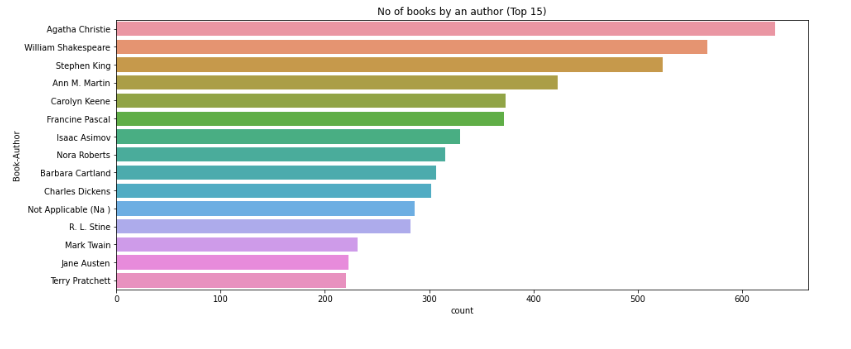 No of books by an author (Top 15)
Book-Author
Agatha Christie
William Shakespeare
Stephen King
Ann M. Martin
Carolyn Keene
Francine Pascal
Isaac Asimov
Nora Roberts
Barbara Cartland
Charles Dickens
Not Applicable (Na )
R. L. Stine
Mark Twain
Jane Austen
Terry Pratchett
0 100 200 300 400 500 600
count